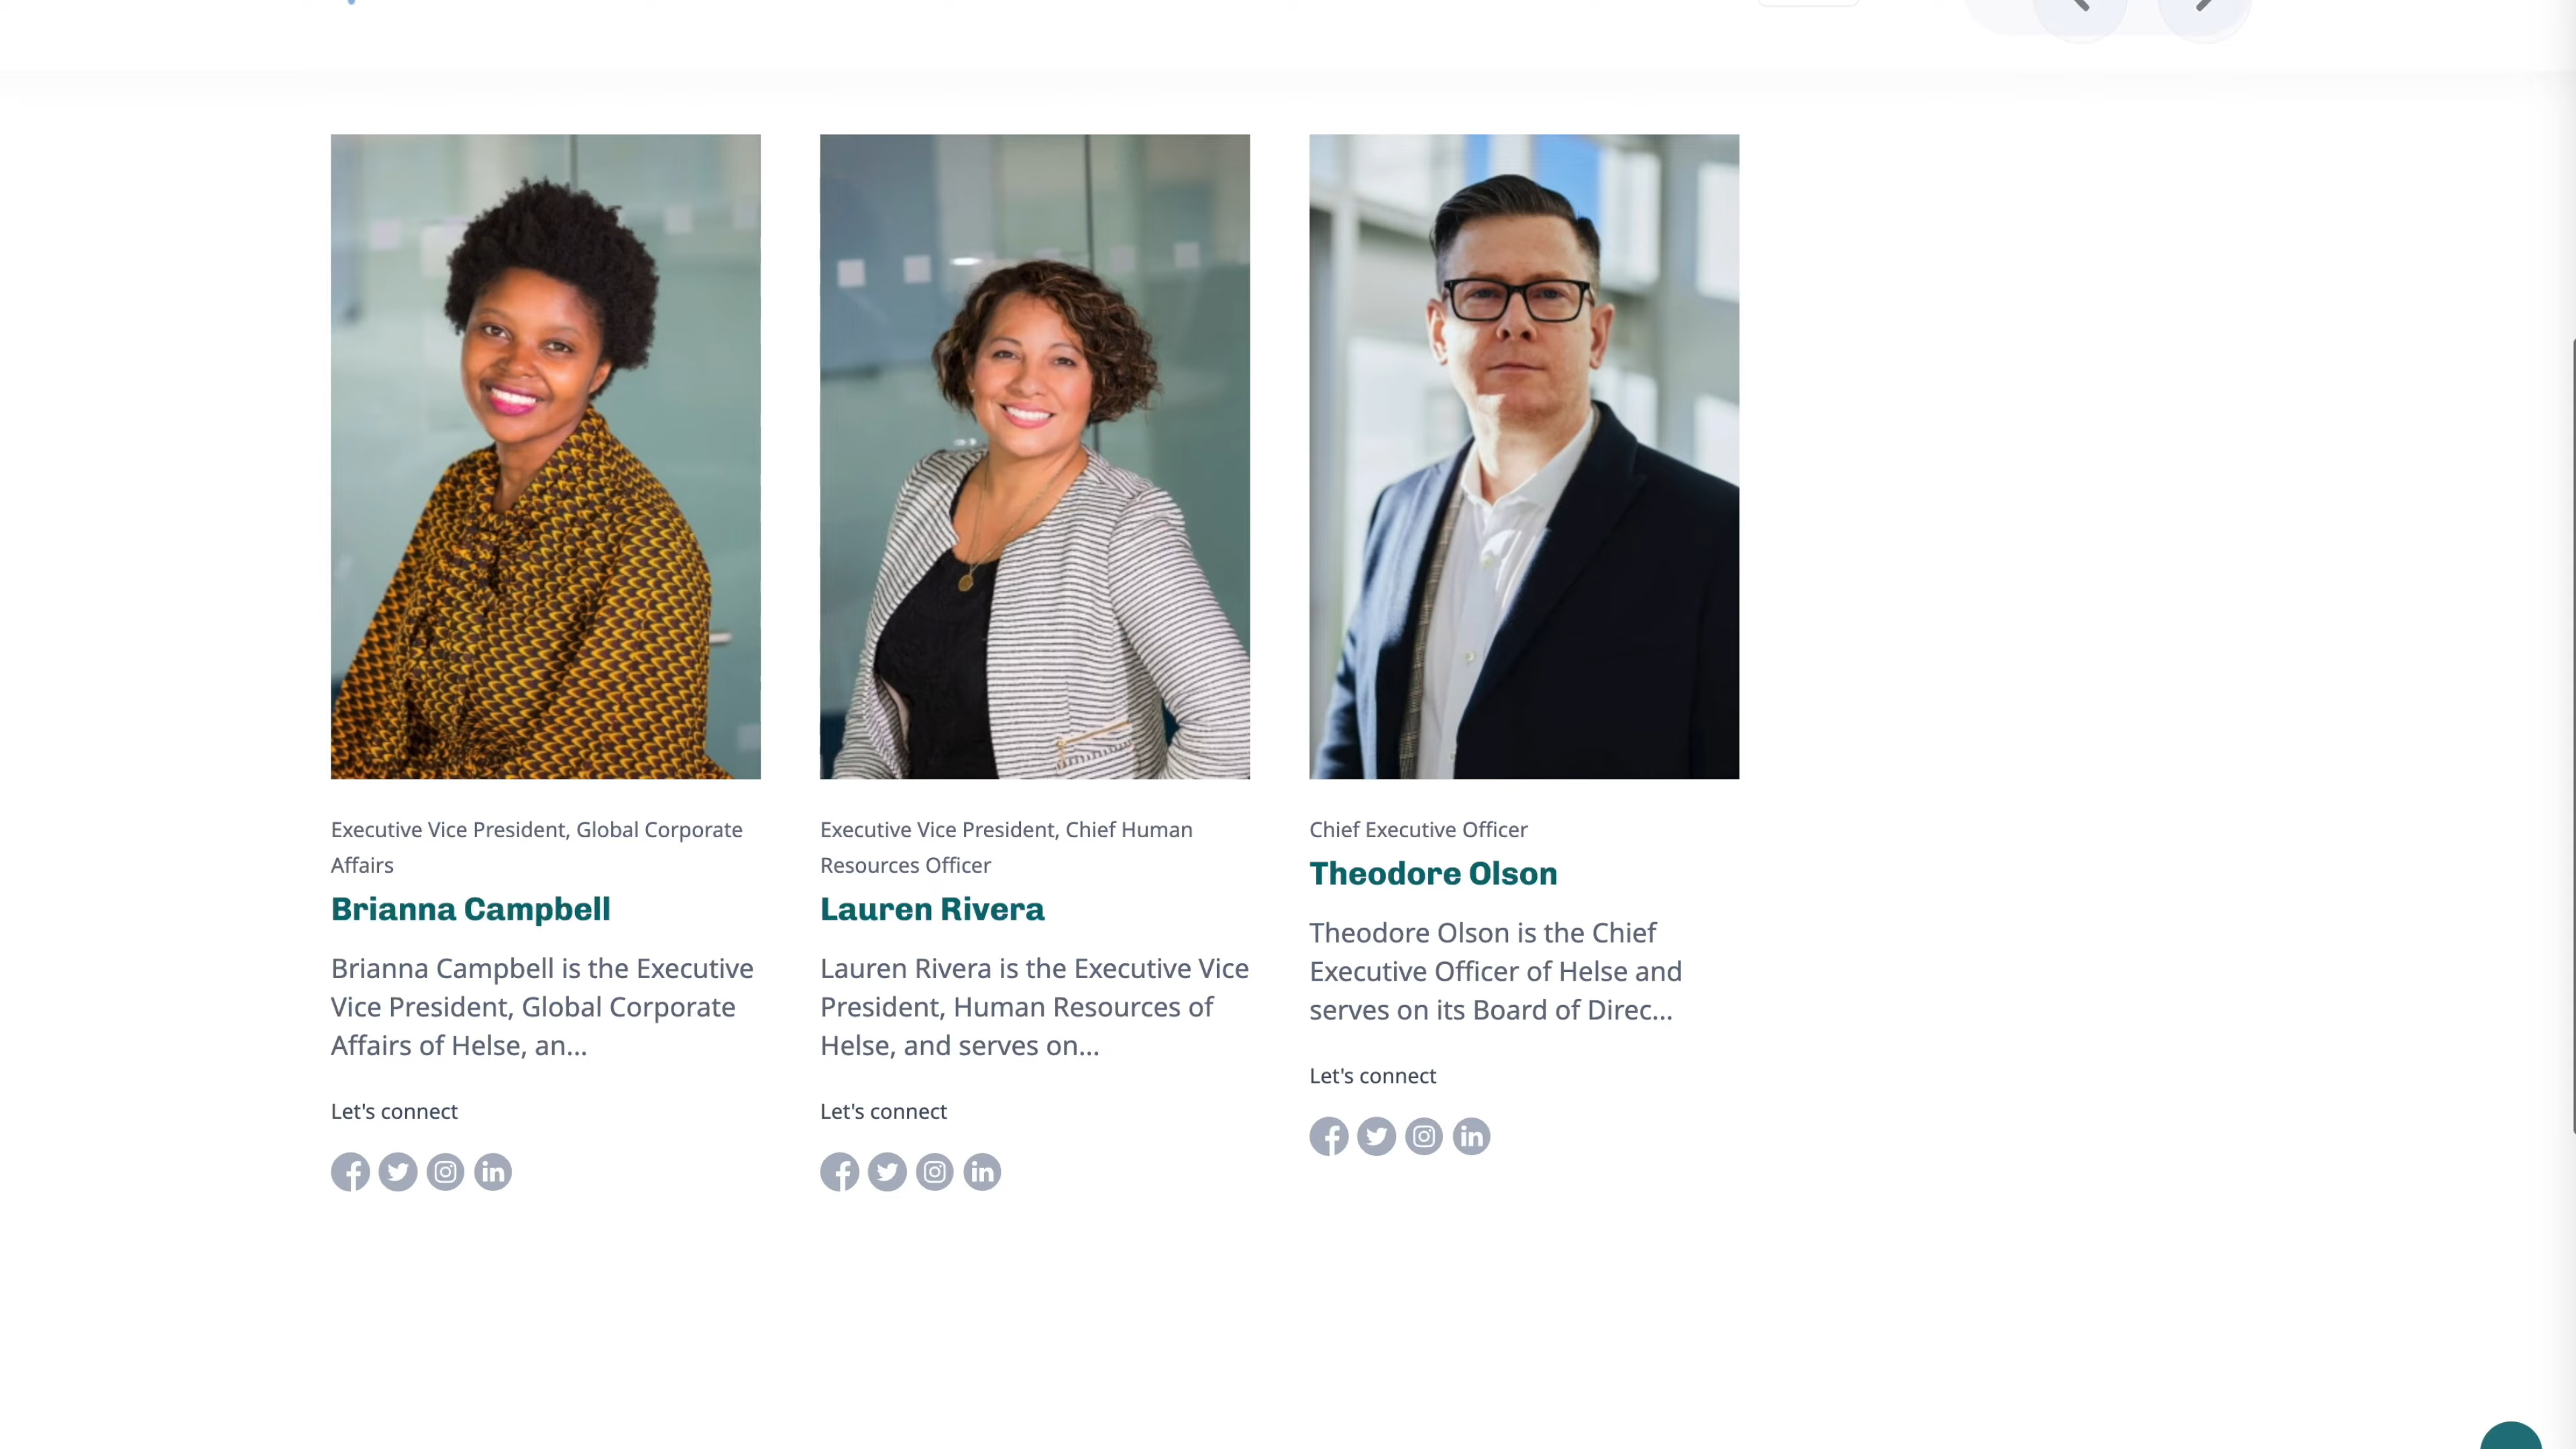 Executive Vice President, Global Corporate
Affairs
Brianna Campbell
Brianna Campbell is the Executive
Vice President, Global Corporate
Affairs of Helse, an...
Let's connect
Executive Vice President, Chief Human
Resources Officer
Lauren Rivera
Lauren Rivera is the Executive Vice
President, Human Resources of
Helse, and serves on...
Let's connect
Chief Executive Officer
Theodore Olson
Theodore Olson is the Chief
Executive Officer of Helse and
serves on its Board of Direc...
Let's connect